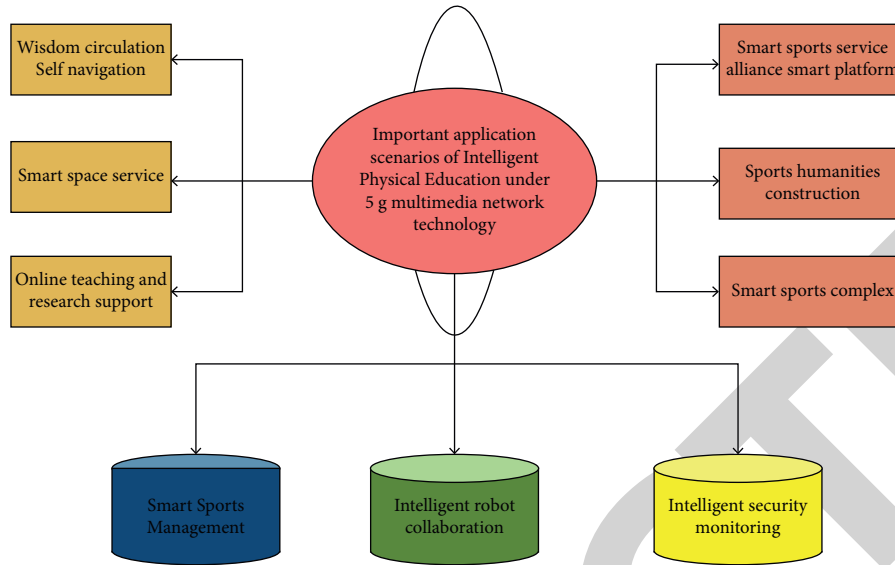 Wisdom circulation
Self navigation
Smart space service
Online teaching and
research support
Important application
scenarios of Intelligent
Physical Education under
5 g multimedia network
technology
Smart sports service
alliance smart platform
Sports humanities
construction
Smart sports complex
Smart Sports
Management
Intelligent robot
collaboration
Intelligent security
monitoring